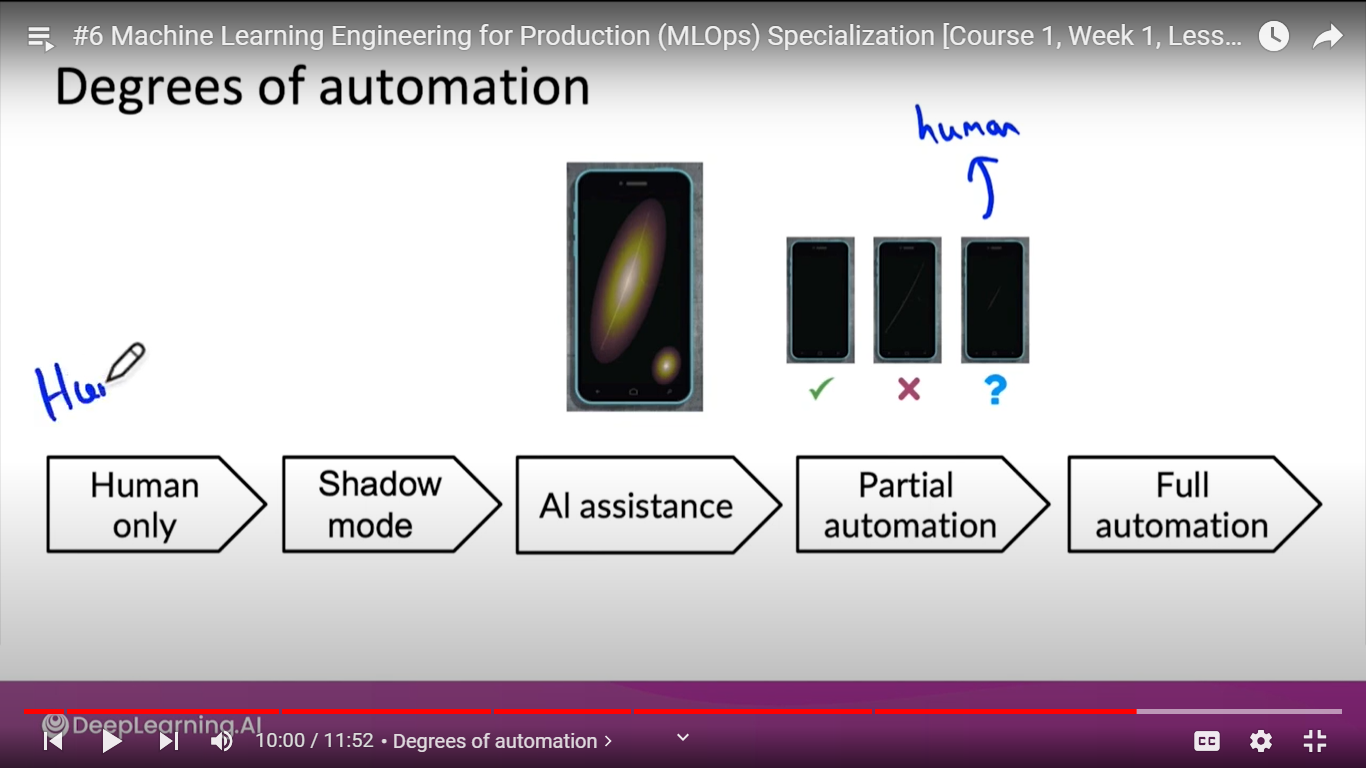 #6 Machine Learning Engineering for Production (MLOps) Specialization [Course 1, Week 1, Less...
Degrees of automation
human
?
Human only
Shadow mode
AI assistance
Partial automation
Full automation
DeepLearning.AI
10:00 / 11:52 • Degrees of automation
CC